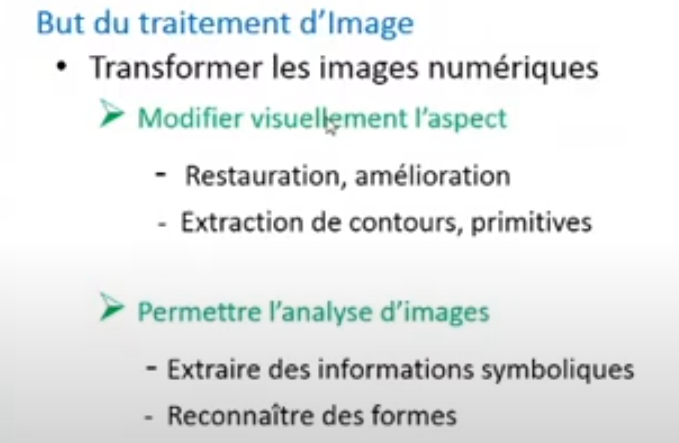 But du traitement d'Image
• Transformer les images numériques
➢ Modifier visuellement l'aspect
- Restauration, amélioration
- Extraction de contours, primitives
➢ Permettre l'analyse d'images
- Extraire des informations symboliques
- Reconnaître des formes